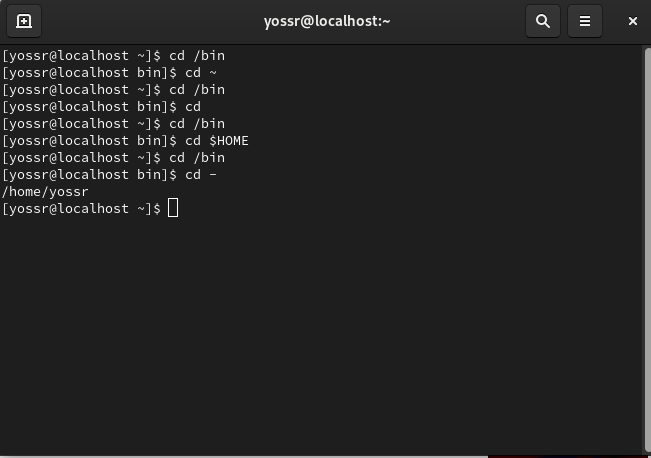 yossr@localhost:~
[yossr@localhost ~]$ cd /bin
[yossr@localhost bin]$ cd ~
[yossr@localhost ~]$ cd /bin
[yossr@localhost bin]$ cd
[yossr@localhost ~]$ cd /bin
[yossr@localhost bin]$ cd $HOME
[yossr@localhost ~]$ cd /bin
[yossr@localhost bin]$ cd -
/home/yossr
[yossr@localhost ~]$